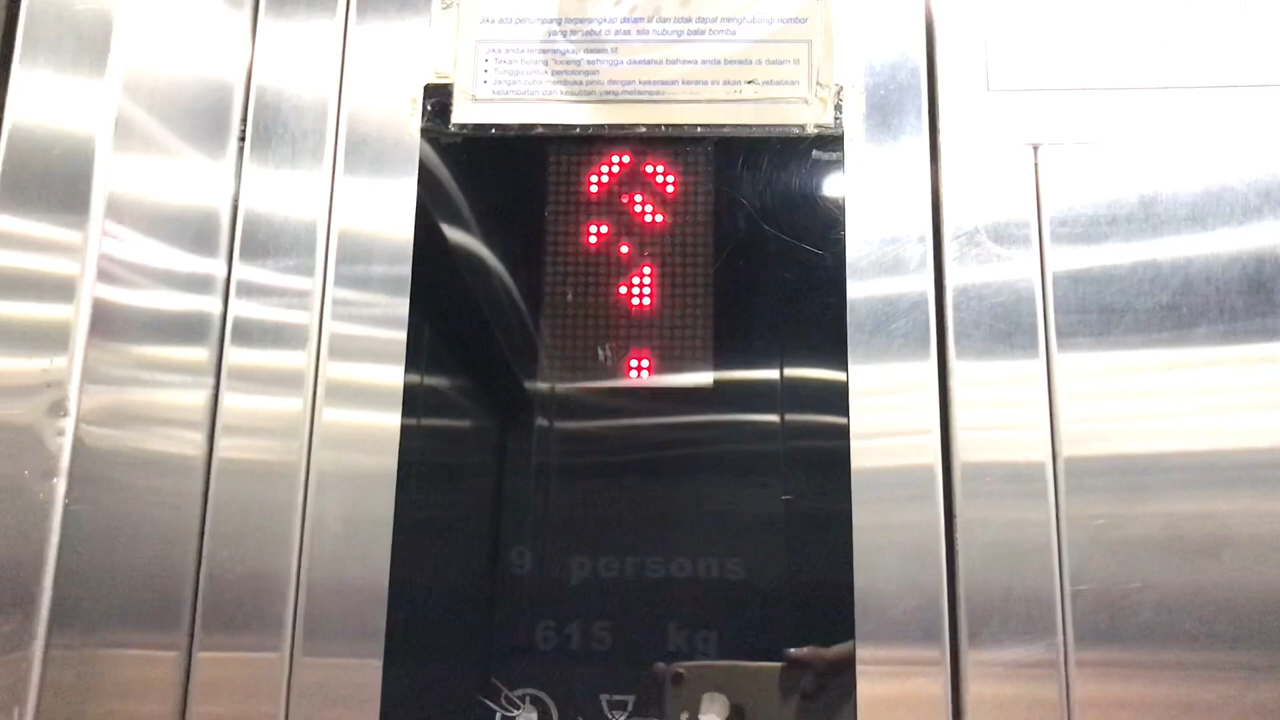 Jika ada penumpang terperangkap dalam lif dan tidak dapat menghubungi nombor
yang tersebut di atas, sila hubungi balai bomba
Jika anda terperangkap dalam lif:
• Tekan butang "loceng" sehingga diketahui bahawa anda berada di dalam lif
• Tunggu untuk pertolongan
• Jangan cuba membuka pintu dengan kekerasan kerana ini akan menyebabkan
kelambatan dan kesulitan yang melampau
9 persons
615 kg